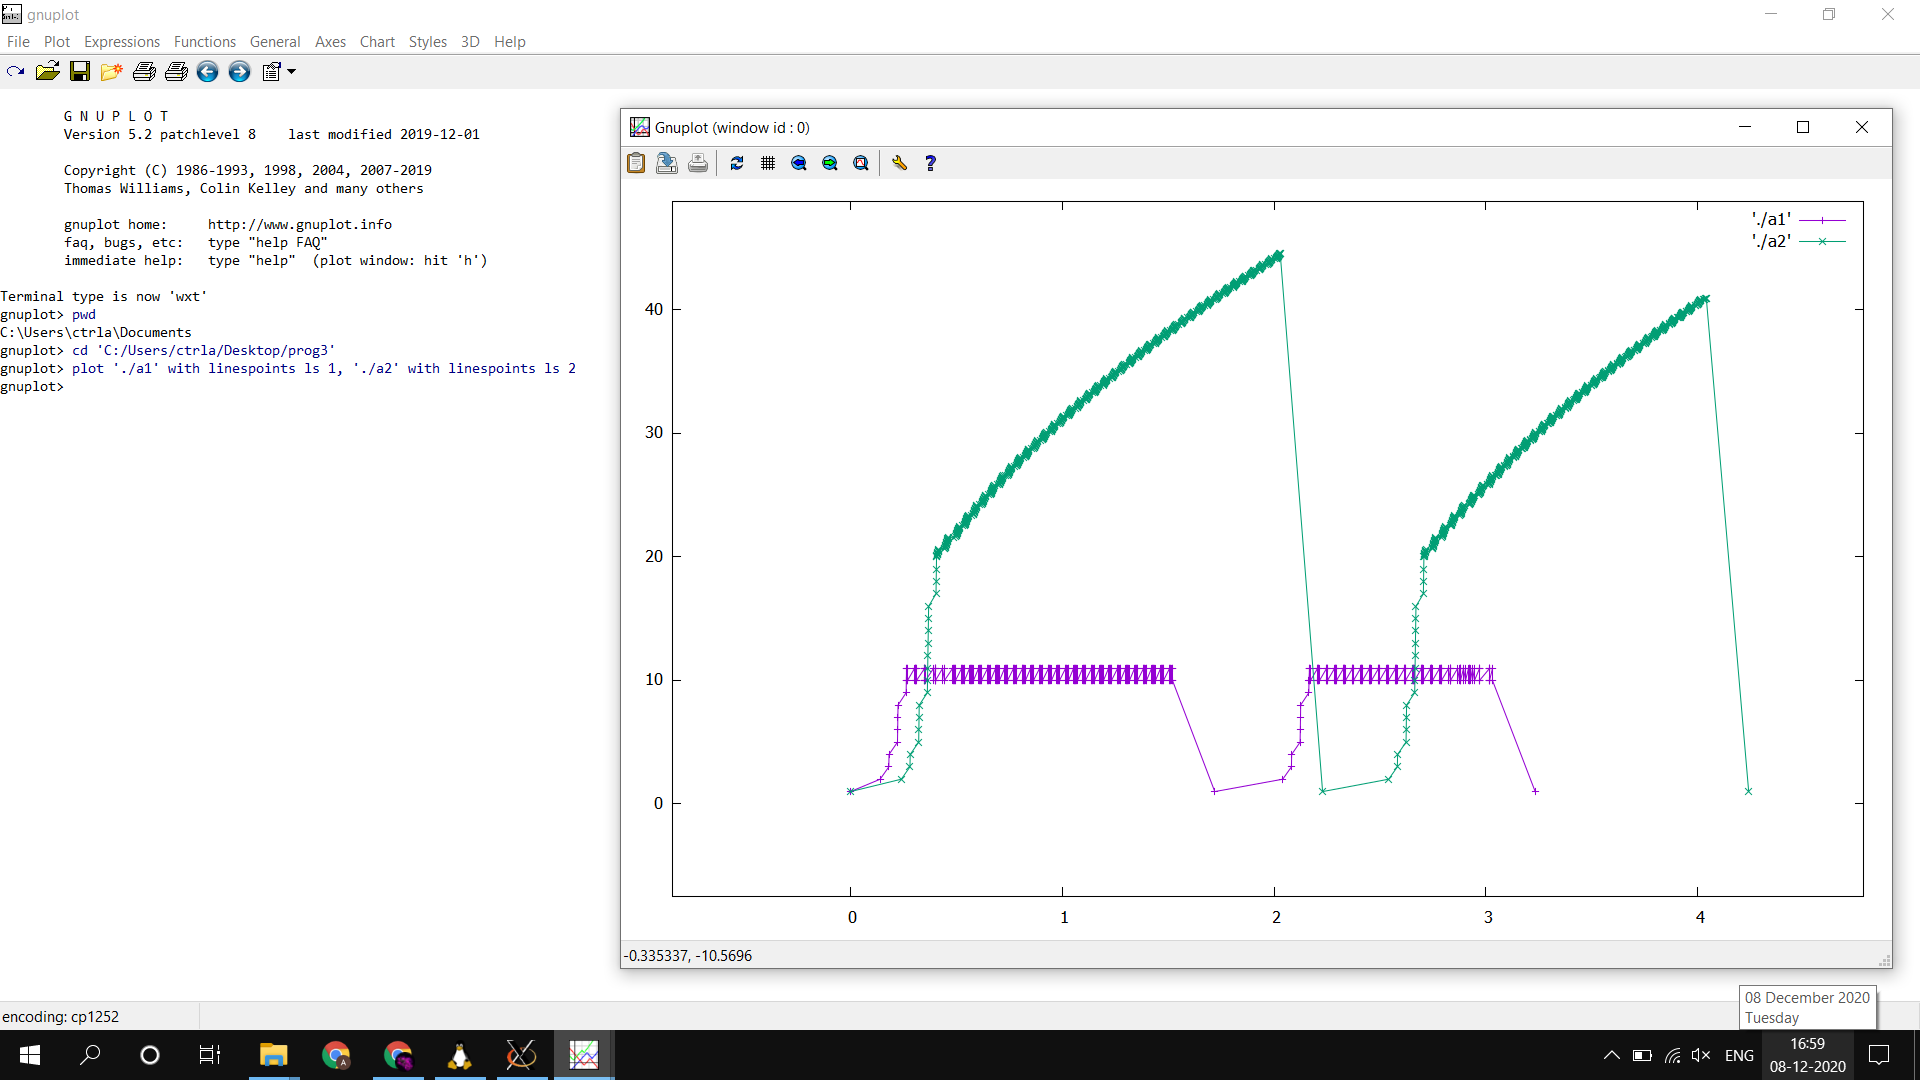 gnuplot
File Plot Expressions Functions General Axes Chart Styles 3D Help
G N U P L O T
Version 5.2 patchlevel 8    last modified 2019-12-01
Copyright (C) 1986-1993, 1998, 2004, 2007-2019
Thomas Williams, Colin Kelley and many others
gnuplot home:     http://www.gnuplot.info
faq, bugs, etc:   type "help FAQ"
immediate help:   type "help"  (plot window: hit 'h')
Terminal type is now 'wxt'
gnuplot> pwd
C:\Users\ctrla\Documents
gnuplot> cd 'C:/Users/ctrla/Desktop/prog3'
gnuplot> plot './a1' with linespoints ls 1, './a2' with linespoints ls 2
gnuplot>
Gnuplot (window id : 0)
'./a1'
'./a2'
40
30
20
10
0
0 1 2 3 4
-0.335337, -10.5696
08 December 2020
Tuesday
encoding: cp1252
ENG
16:59
08-12-2020